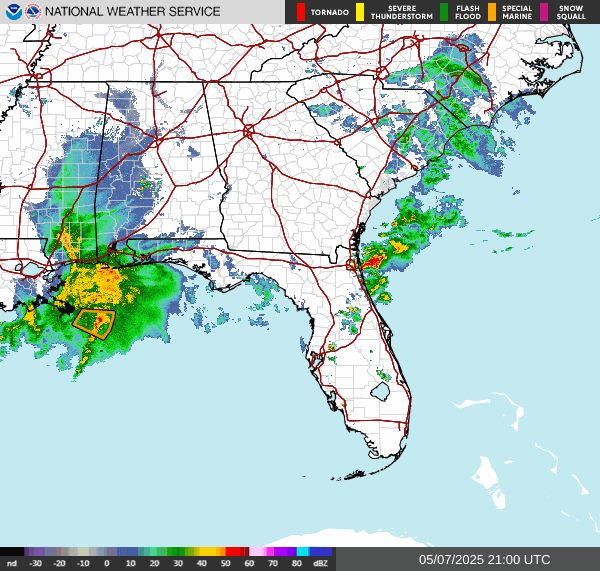 NATIONAL WEATHER SERVICE
TORNADO
SEVERE THUNDERSTORM
FLASH FLOOD
SPECIAL MARINE
SNOW SQUALL
nd -30 -20 -10 0 10 20 30 40 50 60 70 80 dBZ
05/07/2025 21:00 UTC